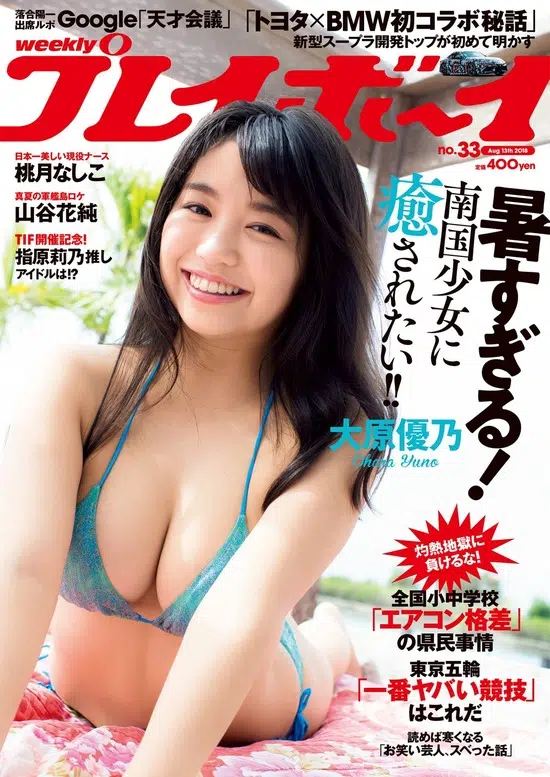 落合陽一
出席ルポ
Google「天才会議」
「トヨタ×BMW初コラボ秘話」
新型スープラ開発トップが初めて明かす
weekly
プレイボーイ
no.33
Aug 13th 2018
定価400yen
日本一美しい現役ナース
桃月なしこ
真夏の軍艦島ロケ
山谷花純
TIF開催記念!
指原莉乃推し
アイドルは!?
暑すぎる!
南国少女に
癒されたい!!
大原優乃
Ohara Yuno
灼熱地獄に
負けるな!
全国小中学校
「エアコン格差」
の県民事情
東京五輪
「一番ヤバい競技」
はこれだ
読めば寒くなる
「お笑い芸人、スベった話」